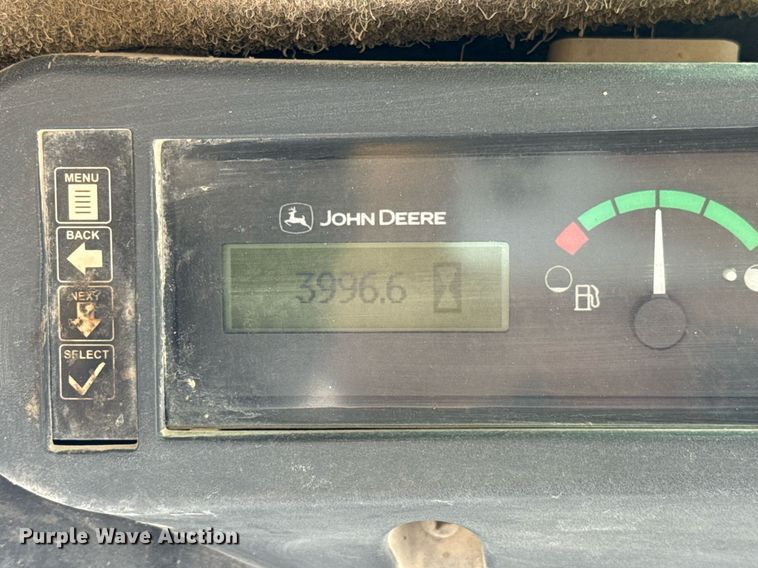 MENU
BACK
NEXT
SELECT
JOHN DEERE
3996.6
Purple Wave Auction